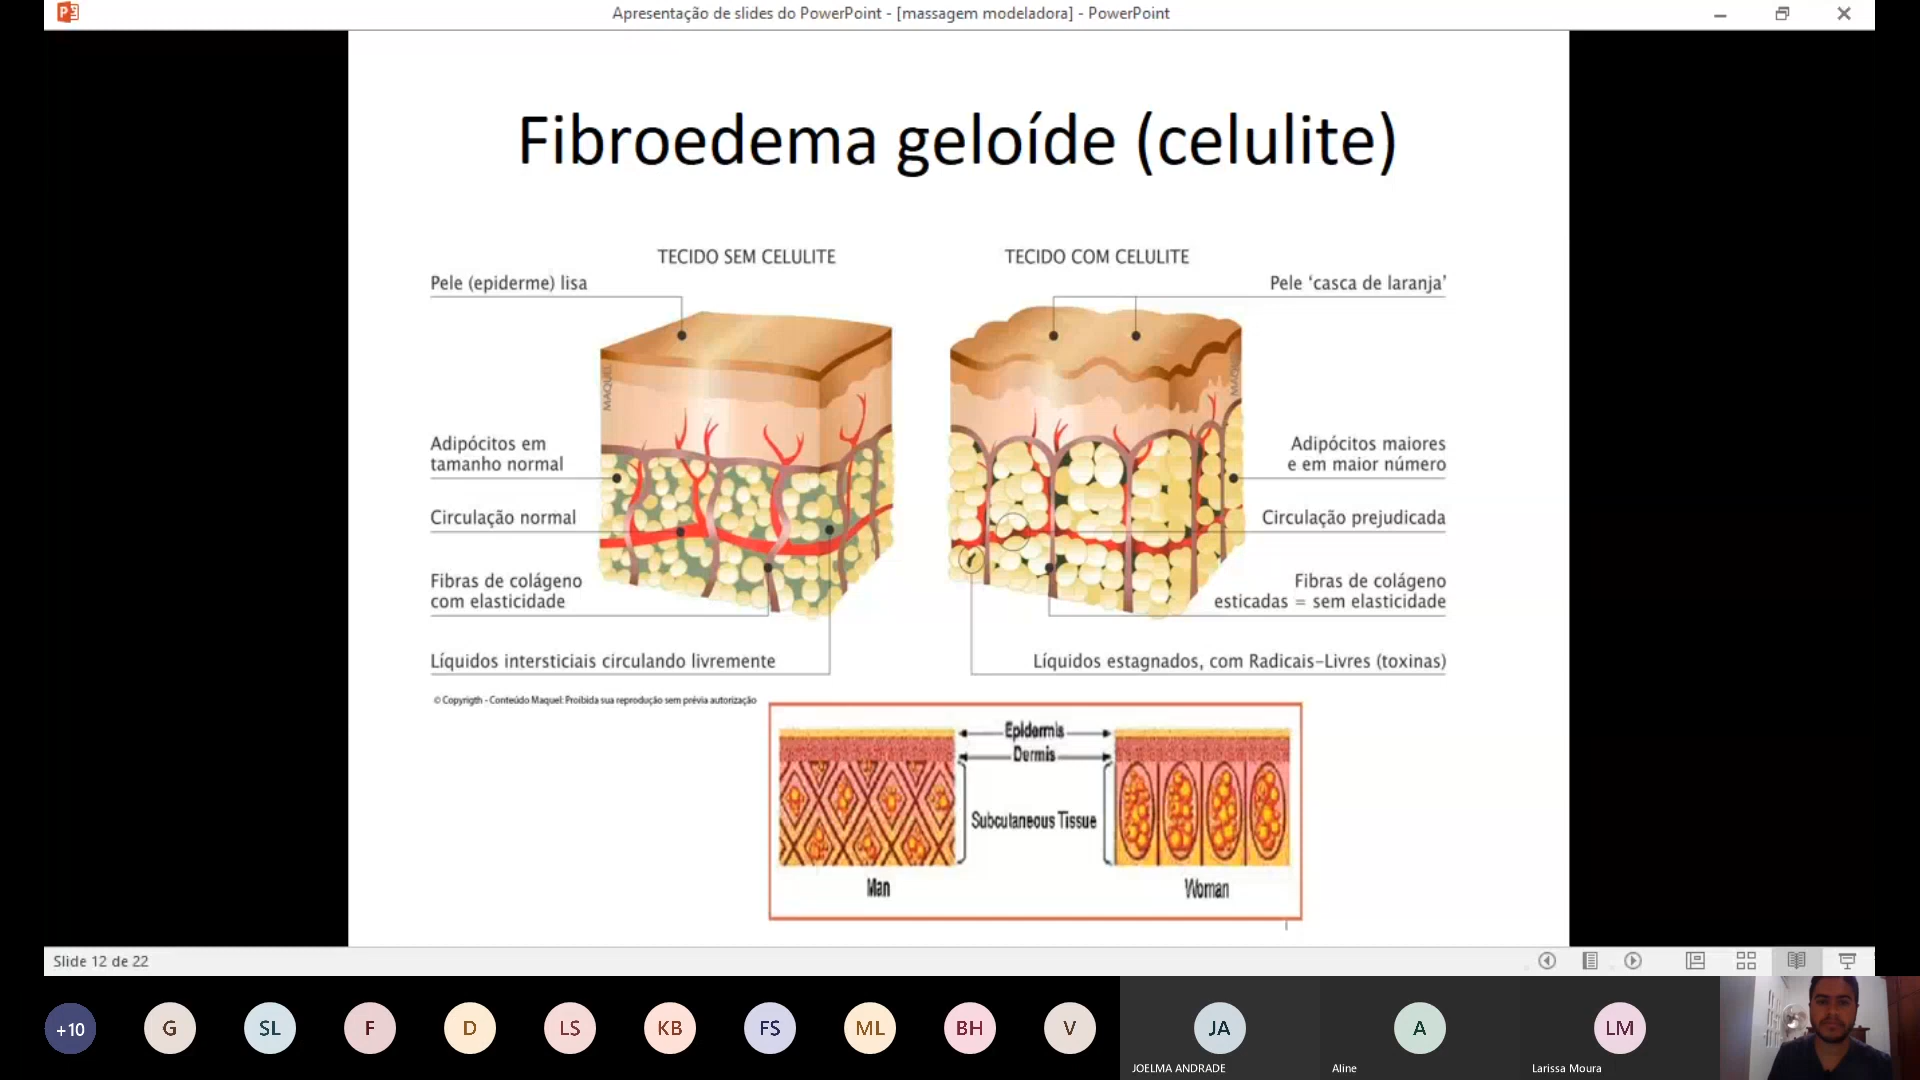 Apresentação de slides do PowerPoint - [massagem modeladora] - PowerPoint
Fibroedema geloíde (celulite)
TECIDO SEM CELULITE
TECIDO COM CELULITE
Pele (epiderme) lisa
Pele ‘casca de laranja’
MAQUEL
MAQUEL
Adipócitos em
tamanho normal
Adipócitos maiores
e em maior número
Circulação normal
Circulação prejudicada
Fibras de colágeno
com elasticidade
Fibras de colágeno
esticadas = sem elasticidade
Líquidos intersticiais circulando livremente
Líquidos estagnados, com Radicais-Livres (toxinas)
© Copyrigth - Conteúdo Maquel: Proibida sua reprodução sem prévia autorização
Epidermis
Dermis
Subcutaneous Tissue
Man
Woman
Slide 12 de 22
+10
G
SL
F
D
LS
KB
FS
ML
BH
V
JA
A
LM
JOELMA ANDRADE
Aline
Larissa Moura